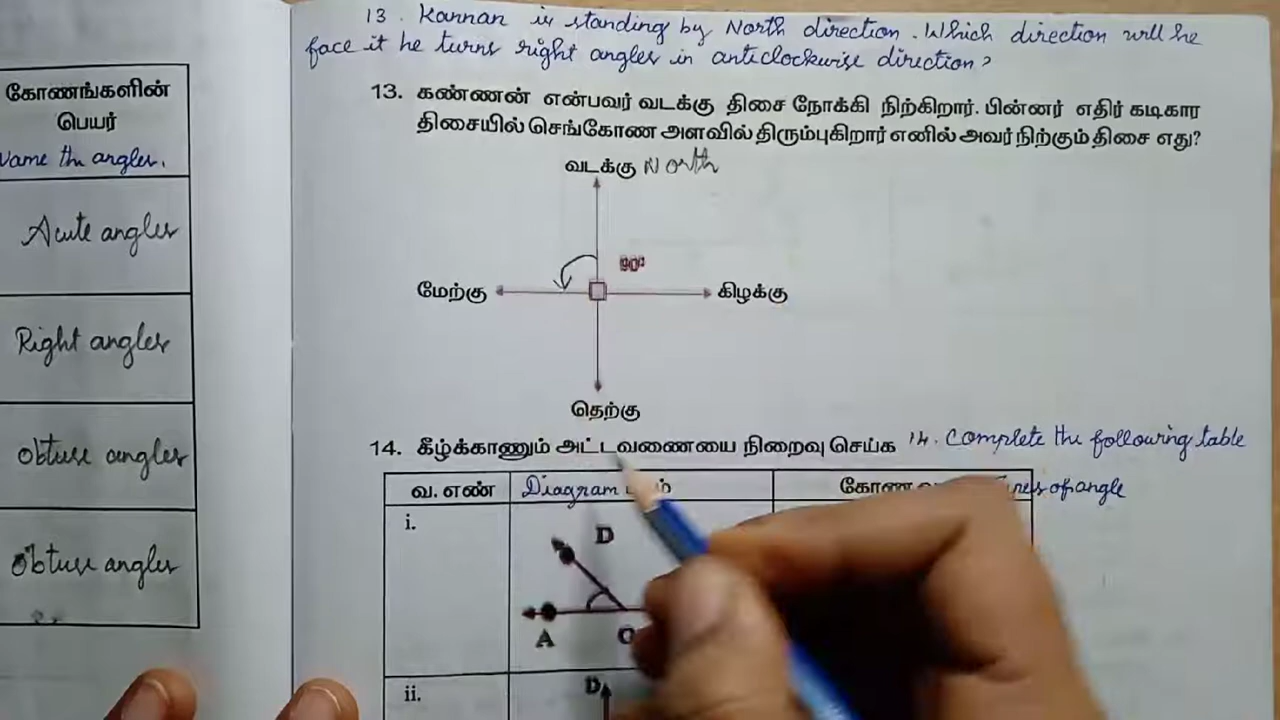 கோணங்களின்
பெயர்
Name the angles.
Acute angles
Right angles
Obtuse angles
Obtuse angles
13. Kannan is standing by North direction. Which direction will he
face it he turns right angles in anticlockwise direction?
13. கண்ணன் என்பவர் வடக்கு திசை நோக்கி நிற்கிறார். பின்னர் எதிர் கடிகார
திசையில் செங்கோண அளவில் திரும்புகிறார் எனில் அவர் நிற்கும் திசை எது?
வடக்கு North
90°
மேற்கு கிழக்கு
தெற்கு
14. கீழ்க்காணும் அட்டவணையை நிறைவு செய்க 14. Complete the following table
வ. எண் Diagram கோண of angle
i.
D
A O
ii.
D